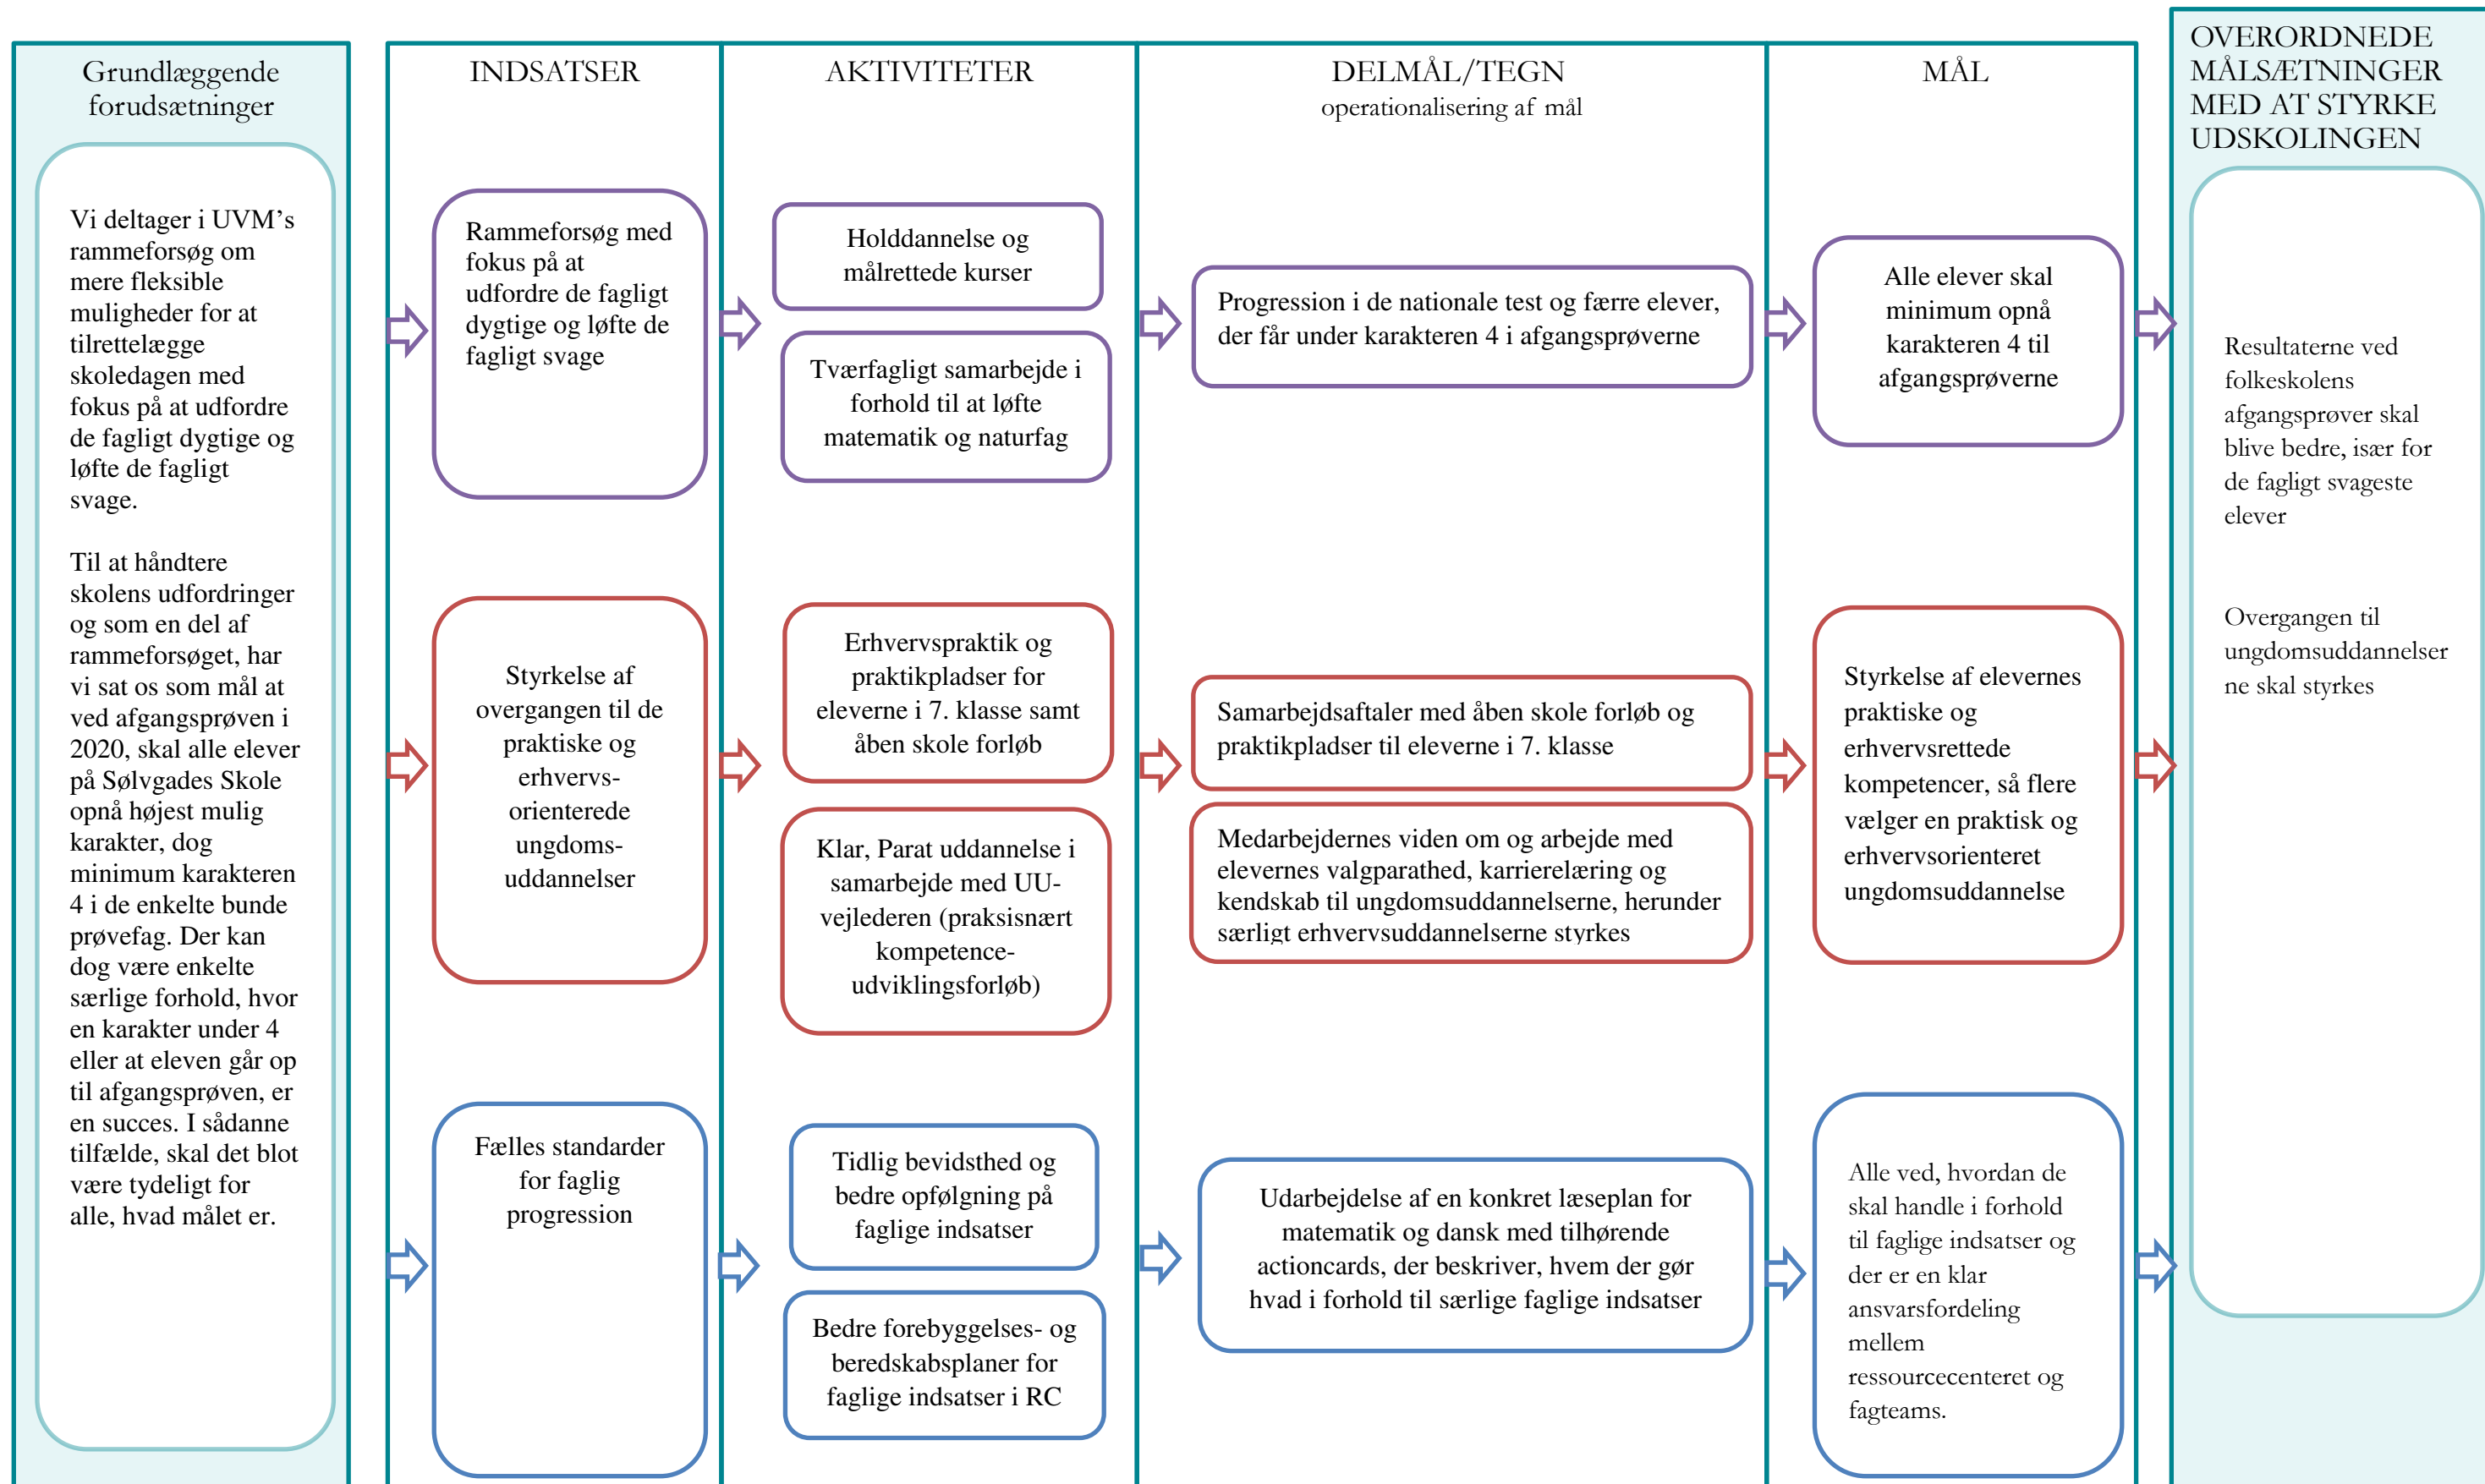 Grundlæggende
forudsætninger
Vi deltager i UVM’s
rammeforsøg om
mere fleksible
muligheder for at
tilrettelægge
skoledagen med
fokus på at udfordre
de fagligt dygtige og
løfte de fagligt
svage.
Til at håndtere
skolens udfordringer
og som en del af
rammeforsøget, har
vi sat os som mål at
ved afgangsprøven i
2020, skal alle elever
på Sølvgades Skole
opnå højest mulig
karakter, dog
minimum karakteren
4 i de enkelte bunde
prøvefag. Der kan
dog være enkelte
særlige forhold, hvor
en karakter under 4
eller at eleven går op
til afgangsprøven, er
en succes. I sådanne
tilfælde, skal det blot
være tydeligt for
alle, hvad målet er.
INDSATSER
Rammeforsøg med
fokus på at
udfordre de fagligt
dygtige og løfte de
fagligt svage
Styrkelse af
overgangen til de
praktiske og
erhvervs-
orienterede
ungdoms-
uddannelser
Fælles standarder
for faglig
progression
AKTIVITETER
Holddannelse og
målrettede kurser
Tværfagligt samarbejde i
forhold til at løfte
matematik og naturfag
Erhvervspraktik og
praktikpladser for
eleverne i 7. klasse samt
åben skole forløb
Klar, Parat uddannelse i
samarbejde med UU-
vejlederen (praksisnært
kompetence-
udviklingsforløb)
Tidlig bevidsthed og
bedre opfølgning på
faglige indsatser
Bedre forebyggelses- og
beredskabsplaner for
faglige indsatser i RC
DELMÅL/TEGN
operationalisering af mål
Progression i de nationale test og færre elever,
der får under karakteren 4 i afgangsprøverne
Samarbejdsaftaler med åben skole forløb og
praktikpladser til eleverne i 7. klasse
Medarbejdernes viden om og arbejde med
elevernes valgparathed, karrierelæring og
kendskab til ungdomsuddannelserne, herunder
særligt erhvervsuddannelserne styrkes
Udarbejdelse af en konkret læseplan for
matematik og dansk med tilhørende
actioncards, der beskriver, hvem der gør
hvad i forhold til særlige faglige indsatser
MÅL
Alle elever skal
minimum opnå
karakteren 4 til
afgangsprøverne
Styrkelse af elevernes
praktiske og
erhvervsrettede
kompetencer, så flere
vælger en praktisk og
erhvervsorienteret
ungdomsuddannelse
Alle ved, hvordan de
skal handle i forhold
til faglige indsatser og
der er en klar
ansvarsfordeling
mellem
ressourcecenteret og
fagteams.
OVERORDNEDE
MÅLSÆTNINGER
MED AT STYRKE
UDSKOLINGEN
Resultaterne ved
folkeskolens
afgangsprøver skal
blive bedre, især for
de fagligt svageste
elever
Overgangen til
ungdomsuddannelser
ne skal styrkes